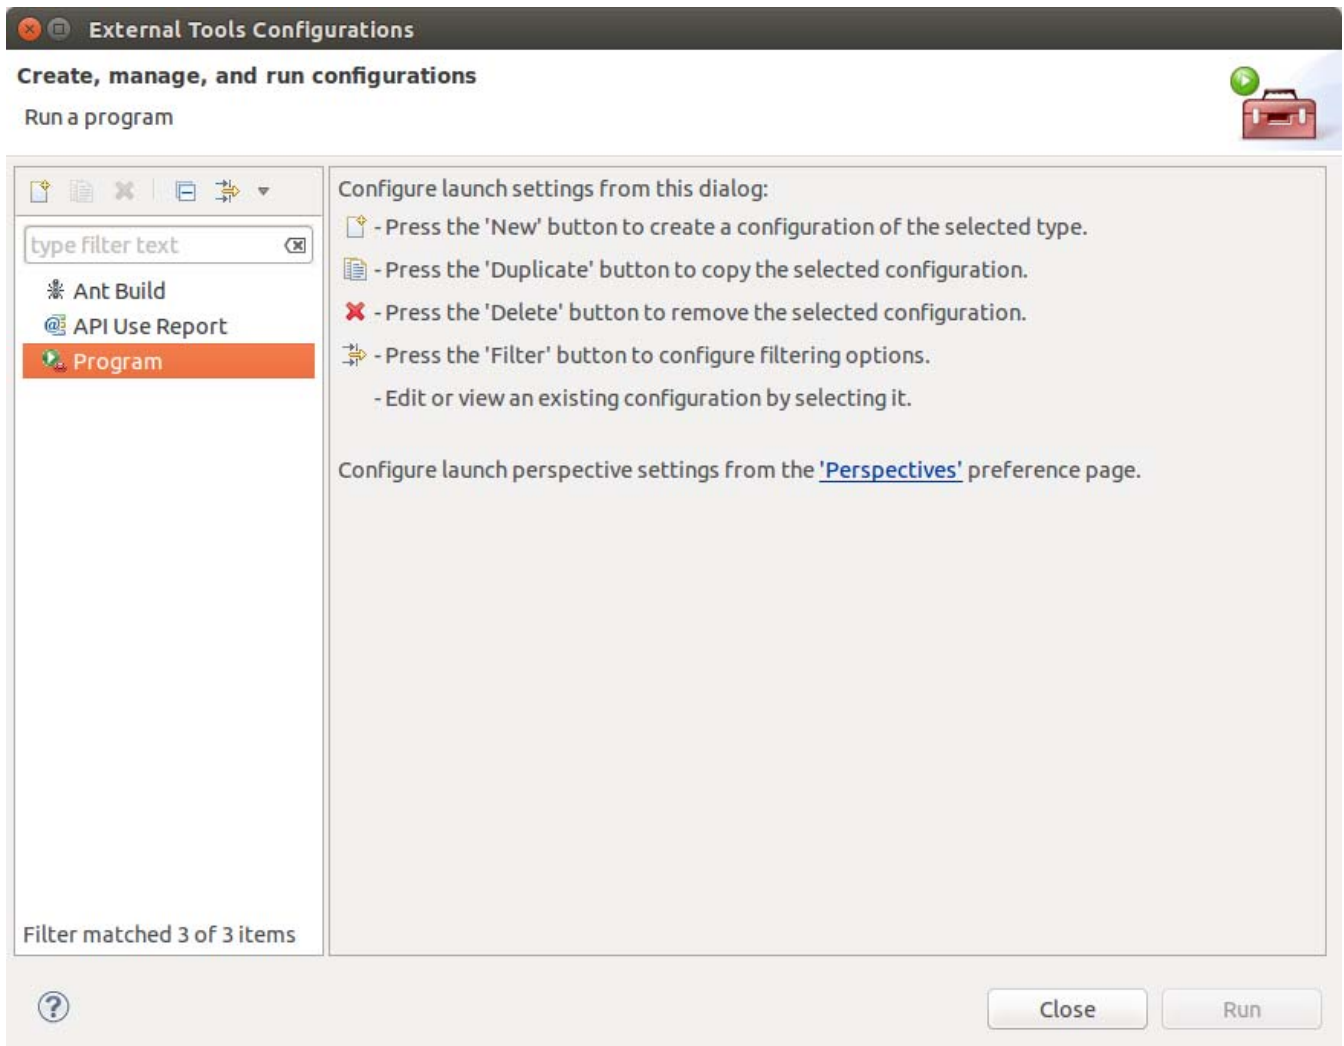 External Tools Configurations
Create, manage, and run configurations
Run a program
type filter text
Ant Build
API Use Report
Program
Filter matched 3 of 3 items
Configure launch settings from this dialog:
- Press the 'New' button to create a configuration of the selected type.
- Press the 'Duplicate' button to copy the selected configuration.
- Press the 'Delete' button to remove the selected configuration.
- Press the 'Filter' button to configure filtering options.
- Edit or view an existing configuration by selecting it.
Configure launch perspective settings from the 'Perspectives' preference page.
Close
Run